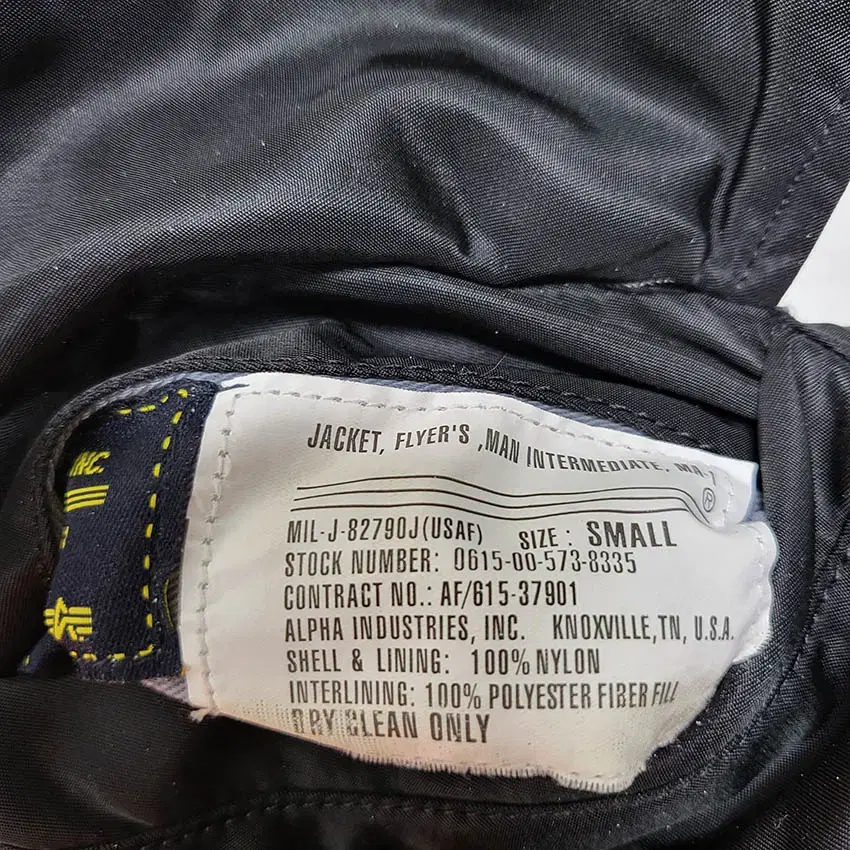 INC.
JACKET, FLYER'S ,MAN INTERMEDIATE, MA-1
MIL-J-82790J(USAF) SIZE : SMALL
STOCK NUMBER: 0615-00-573-8335
CONTRACT NO.: AF/615-37901
ALPHA INDUSTRIES, INC. KNOXVILLE,TN, U.S.A.
SHELL & LINING: 100% NYLON
INTERLINING: 100% POLYESTER FIBER FILL
DRY CLEAN ONLY